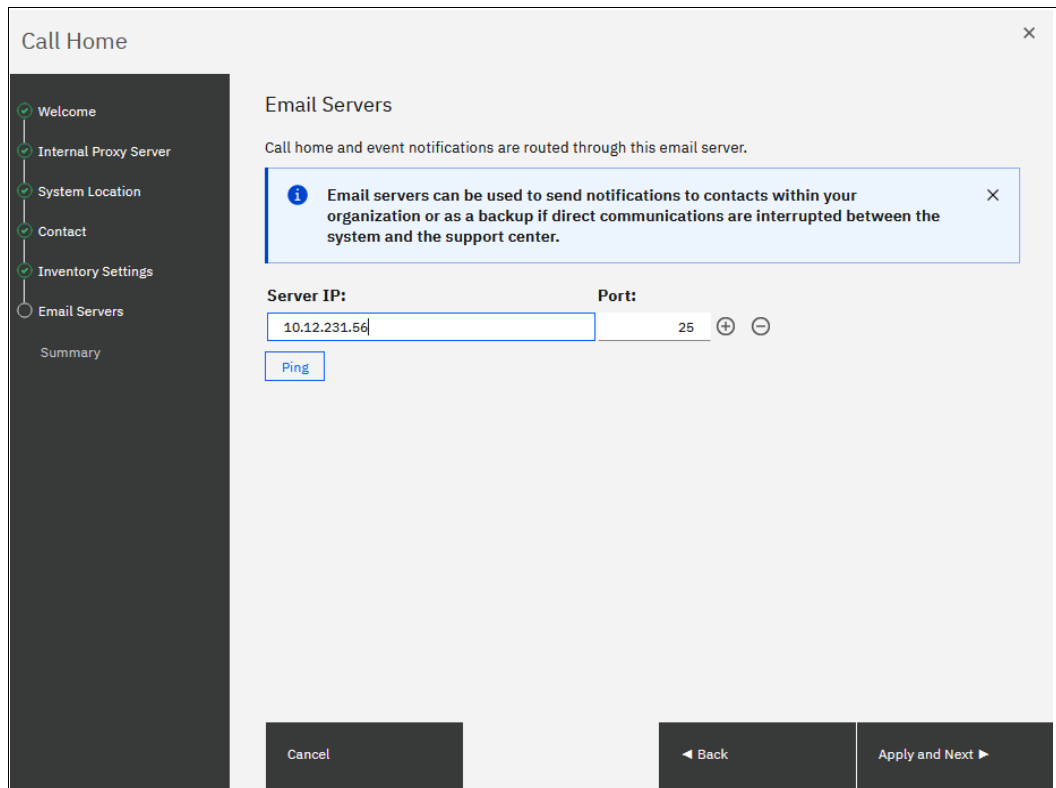 Call Home
Welcome
Internal Proxy Server
System Location
Contact
Inventory Settings
Email Servers
Summary
Email Servers
Call home and event notifications are routed through this email server.
Email servers can be used to send notifications to contacts within your
organization or as a backup if direct communications are interrupted between the
system and the support center.
Server IP: Port:
10.12.231.56 25
Ping
Cancel ◄ Back Apply and Next ►